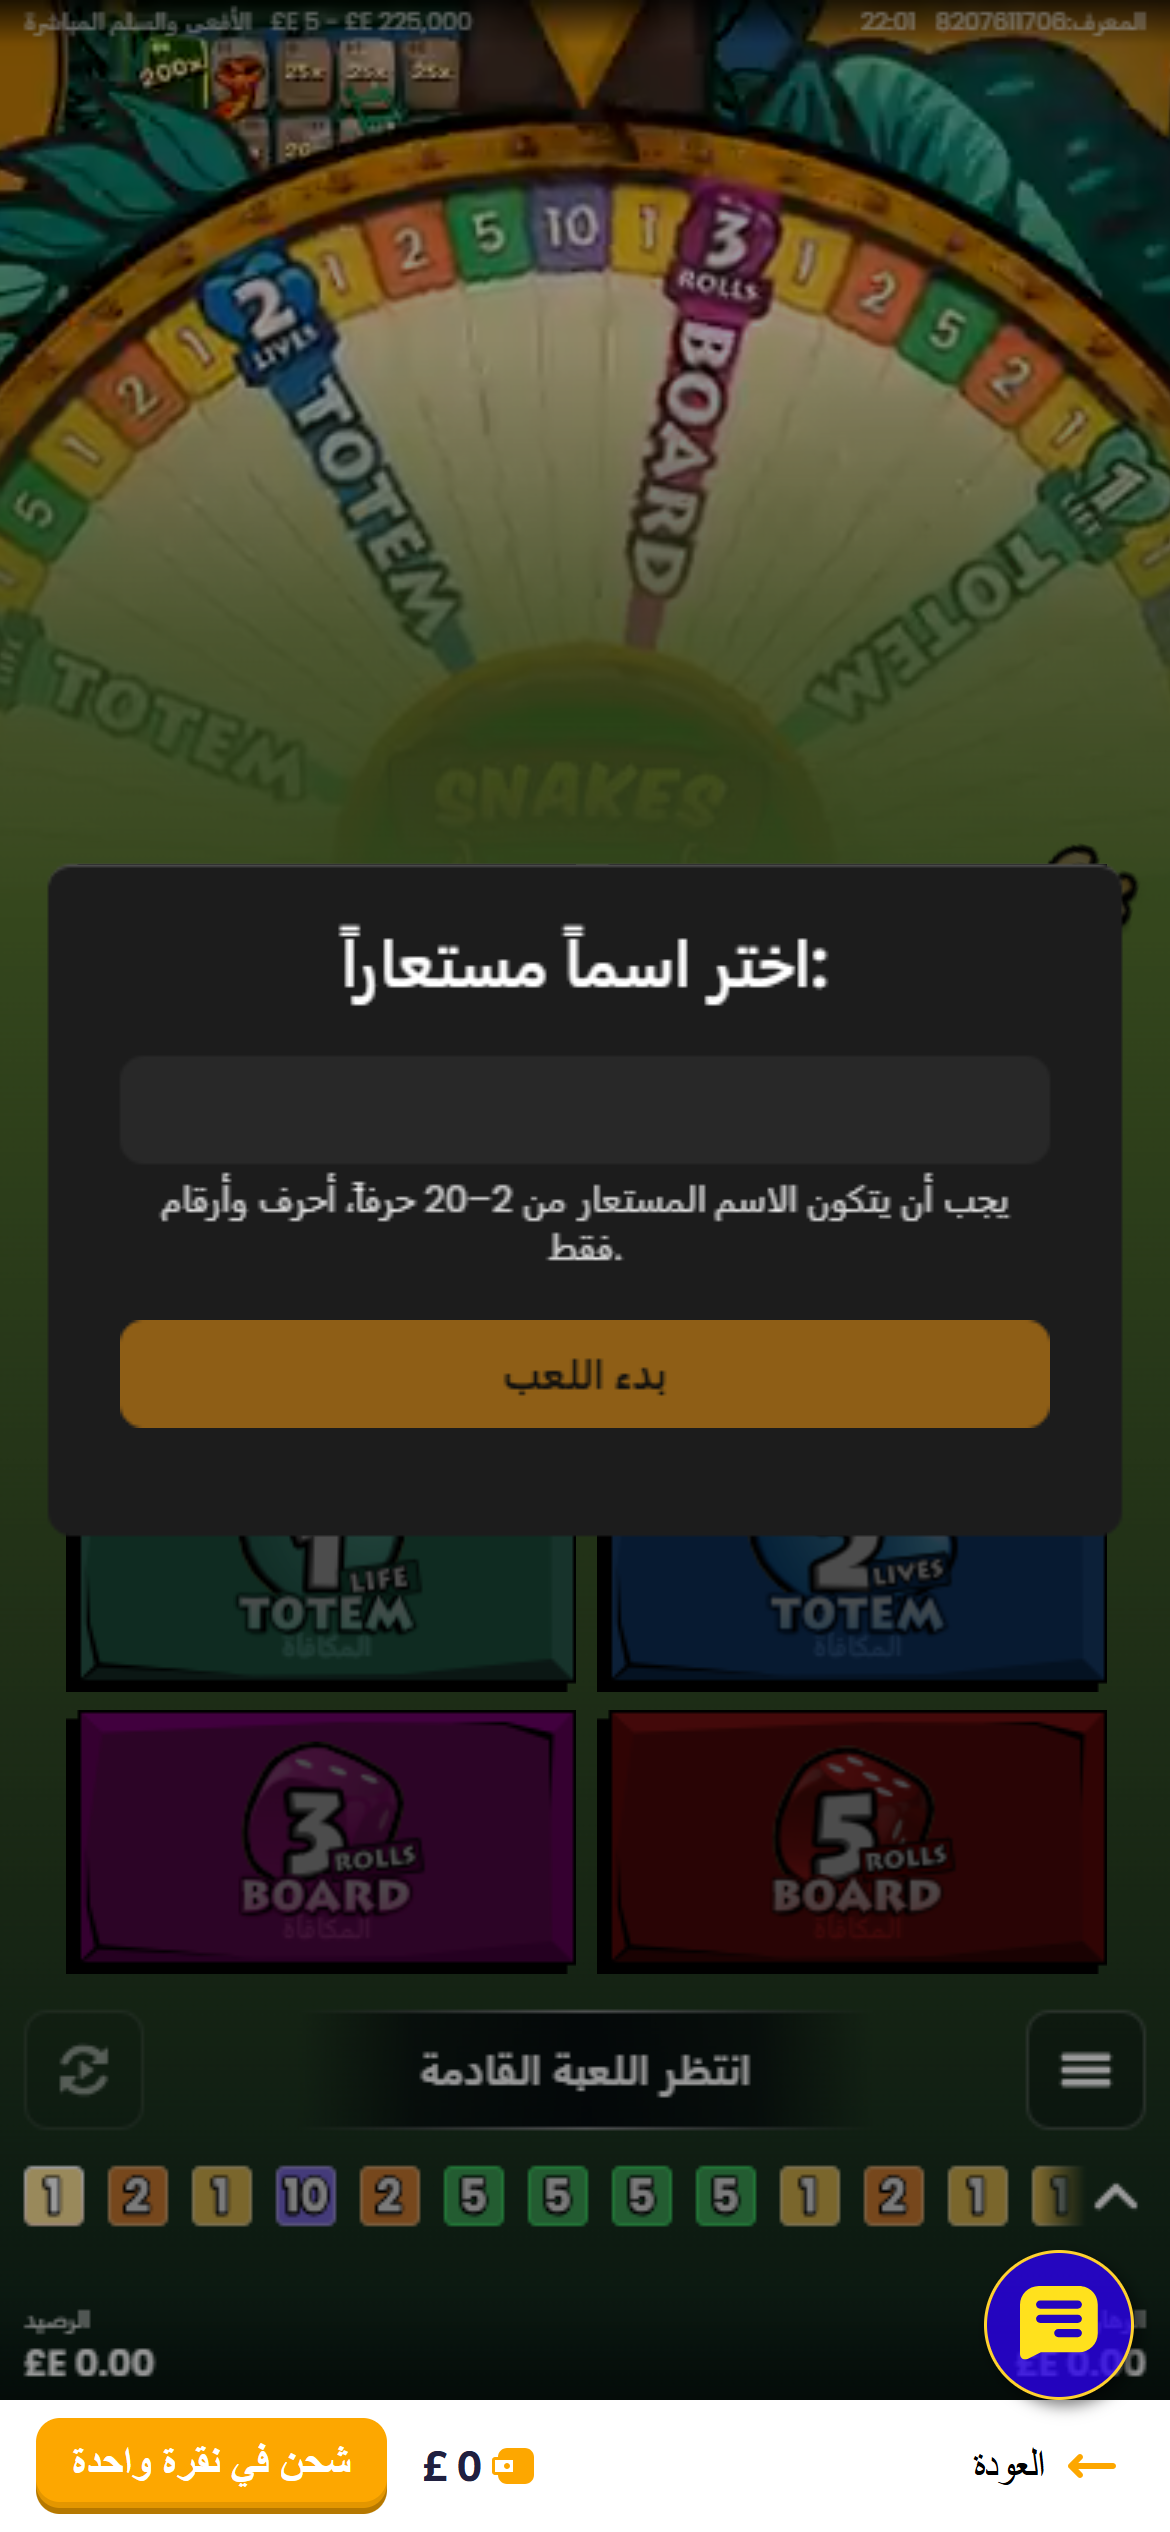 الأفعى والسلم المباشرة £E 5 – £E 225,000
22:01 المعرف:8207611706
200x 25x 25x 25x
20
5 1 2 1 2 LIVES 1 2 5 10 1 3 ROLLS 1 2 5 2 1 1 LIFE
TOTEM TOTEM BOARD TOTEM
LIFE
SNAKES
اختر اسماً مستعاراً:
يجب أن يتكون الاسم المستعار من 2–20 حرفاً، أحرف وأرقام
فقط.
بدء اللعب
1 LIFE TOTEM
المكافأة
2 LIVES TOTEM
المكافأة
3 ROLLS BOARD
المكافأة
5 ROLLS BOARD
المكافأة
انتظر اللعبة القادمة
1 2 1 10 2 5 5 5 5 1 2 1 1
الرصيد
£E 0.00
£E 0.00
شحن في نقرة واحدة
£ 0
العودة